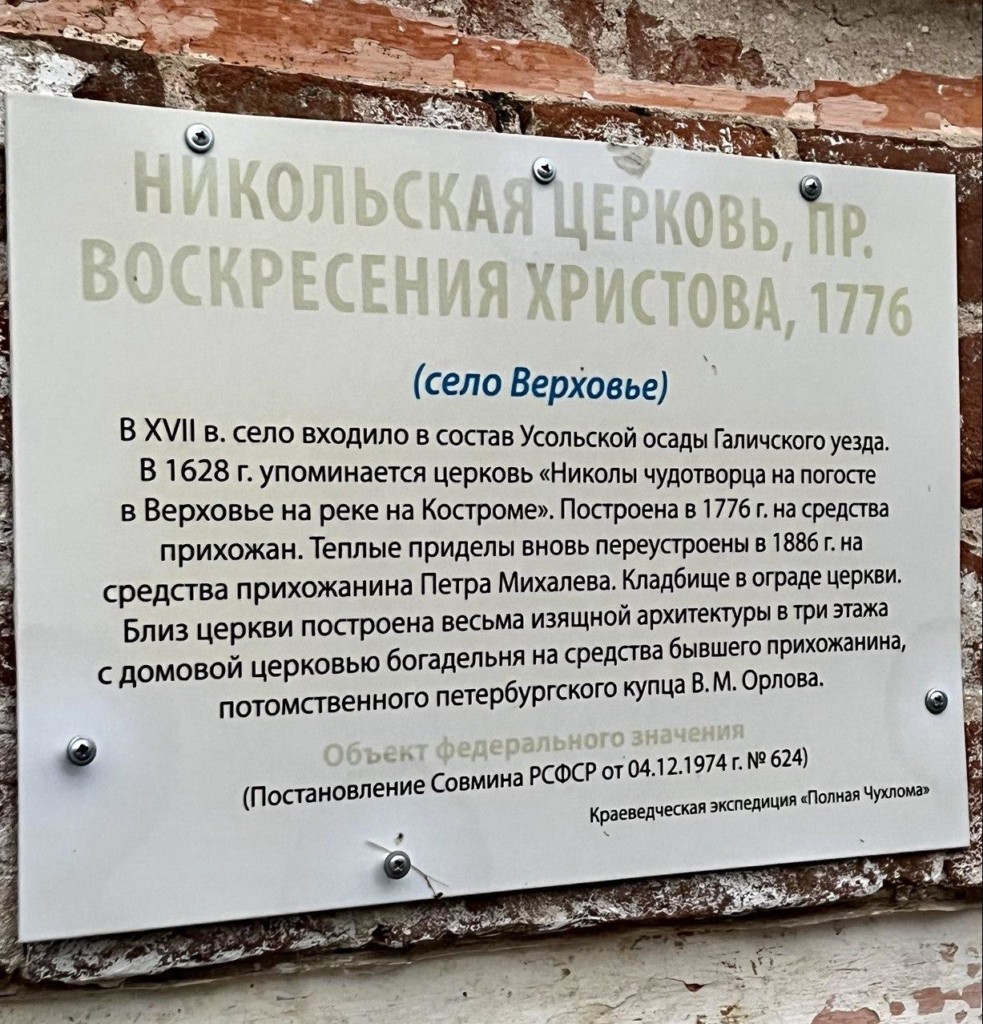 НИКОЛЬСКАЯ ЦЕРКОВЬ, ПР.
ВОСКРЕСЕНИЯ ХРИСТОВА, 1776
(село Верховье)
В XVII в. село входило в состав Усольской осады Галичского уезда.
В 1628 г. упоминается церковь «Николы чудотворца на погосте
в Верховье на реке на Костроме». Построена в 1776 г. на средства
прихожан. Теплые приделы вновь переустроены в 1886 г. на
средства прихожанина Петра Михалева. Кладбище в ограде церкви.
Близ церкви построена весьма изящной архитектуры в три этажа
с домовой церковью богадельня на средства бывшего прихожанина,
потомственного петербургского купца В. М. Орлова.
Объект федерального значения
(Постановление Совмина РСФСР от 04.12.1974 г. № 624)
Краеведческая экспедиция «Полная Чухлома»